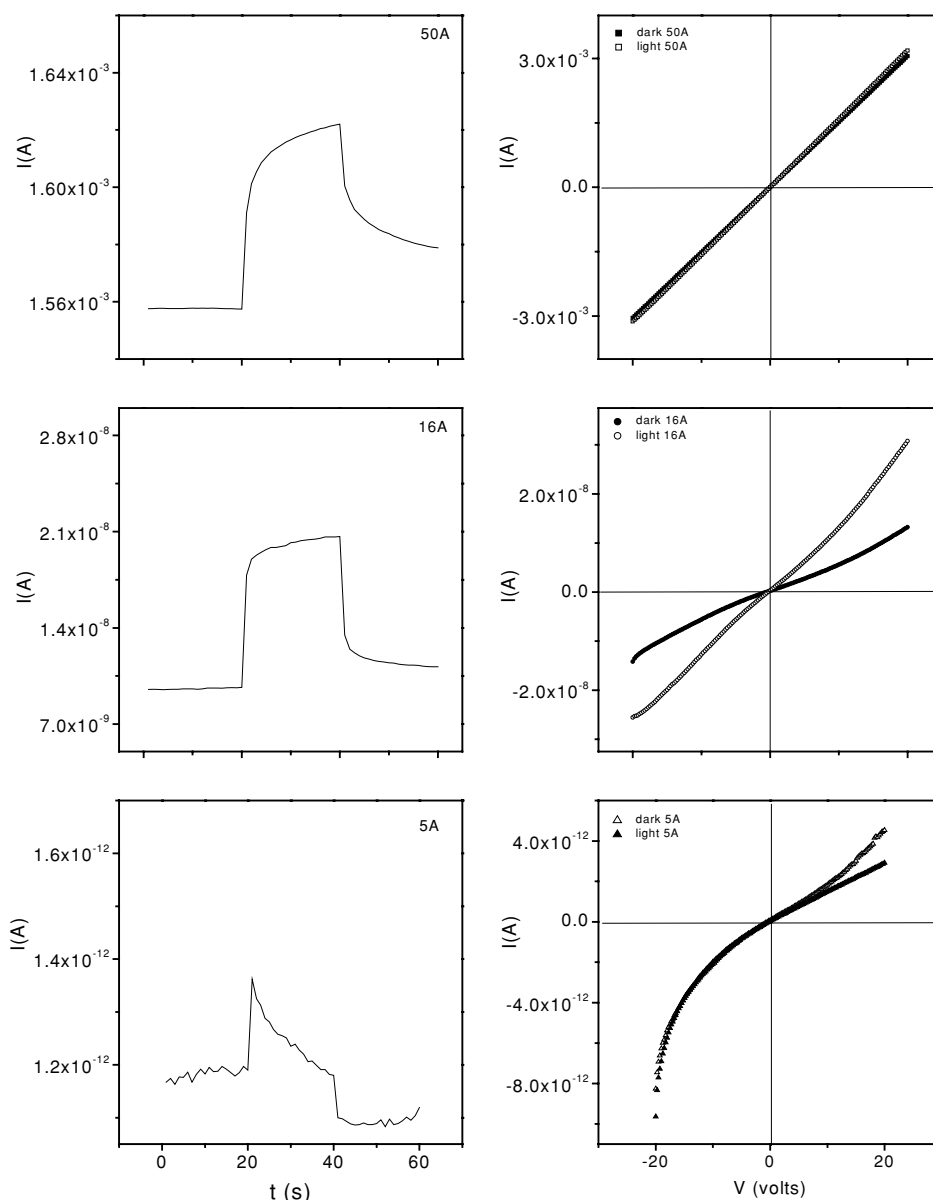 50A
1.64x10⁻³
1.60x10⁻³
1.56x10⁻³
I(A)
dark 50A
light 50A
3.0x10⁻³
0.0
-3.0x10⁻³
I(A)
16A
2.8x10⁻⁸
2.1x10⁻⁸
1.4x10⁻⁸
7.0x10⁻⁹
I(A)
dark 16A
light 16A
2.0x10⁻⁸
0.0
-2.0x10⁻⁸
I(A)
5A
1.6x10⁻¹²
1.4x10⁻¹²
1.2x10⁻¹²
I(A)
0 20 40 60
t (s)
dark 5A
light 5A
4.0x10⁻¹²
0.0
-4.0x10⁻¹²
-8.0x10⁻¹²
I(A)
-20 0 20
V (volts)